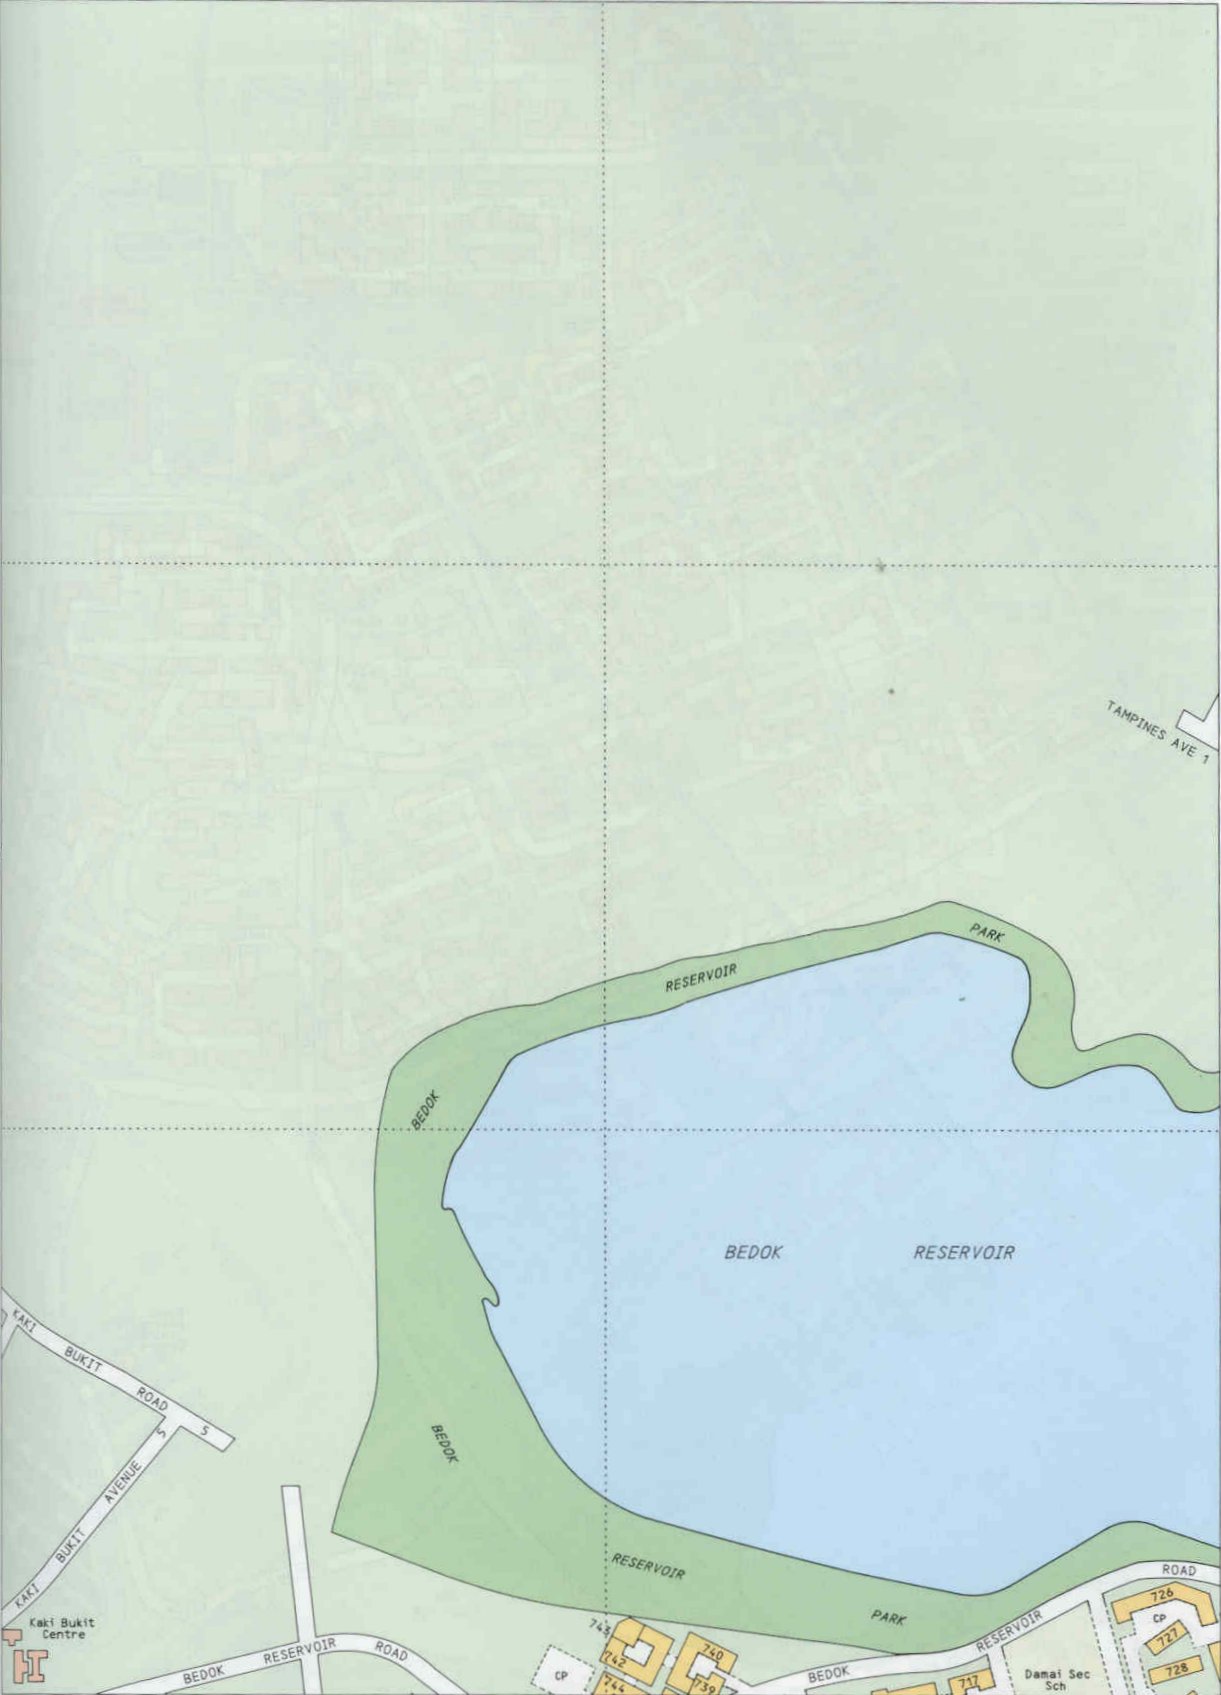 TAMPINES AVE 1
PARK
RESERVOIR
BEDOK
BEDOK RESERVOIR
KAKI BUKIT ROAD 5
BEDOK
KAKI BUKIT AVENUE 5
RESERVOIR
PARK
ROAD
726
CP
727
728
Kaki Bukit
Centre
BEDOK RESERVOIR ROAD
743
742
744
740
739
CP
BEDOK RESERVOIR
717
Damai Sec
Sch